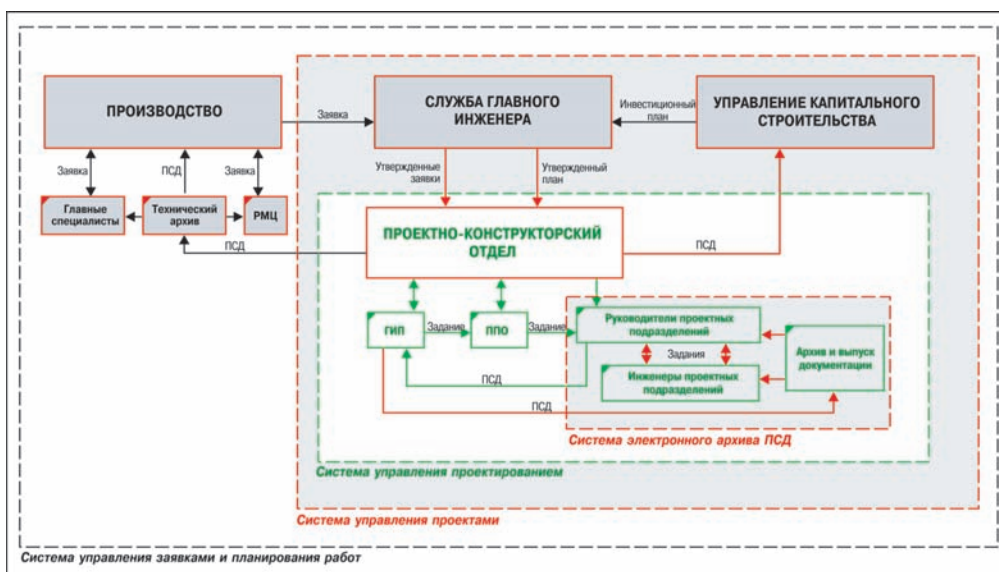 ПРОИЗВОДСТВО
Заявка
СЛУЖБА ГЛАВНОГО
ИНЖЕНЕРА
Инвестиционный
план
УПРАВЛЕНИЕ КАПИТАЛЬНОГО
СТРОИТЕЛЬСТВА
Заявка
ПСД
Заявка
Утвержденные
заявки
Утвержденный
план
Главные
специалисты
Технический
архив
РМЦ
ПСД
ПРОЕКТНО-КОНСТРУКТОРСКИЙ
ОТДЕЛ
ПСД
ГИП
Задание
ППО
Задание
Руководители проектных
подразделений
Задания
Архив и выпуск
документации
Инженеры проектных
подразделений
ПСД
ПСД
Система электронного архива ПСД
Система управления проектированием
Система управления проектами
Система управления заявками и планирования работ